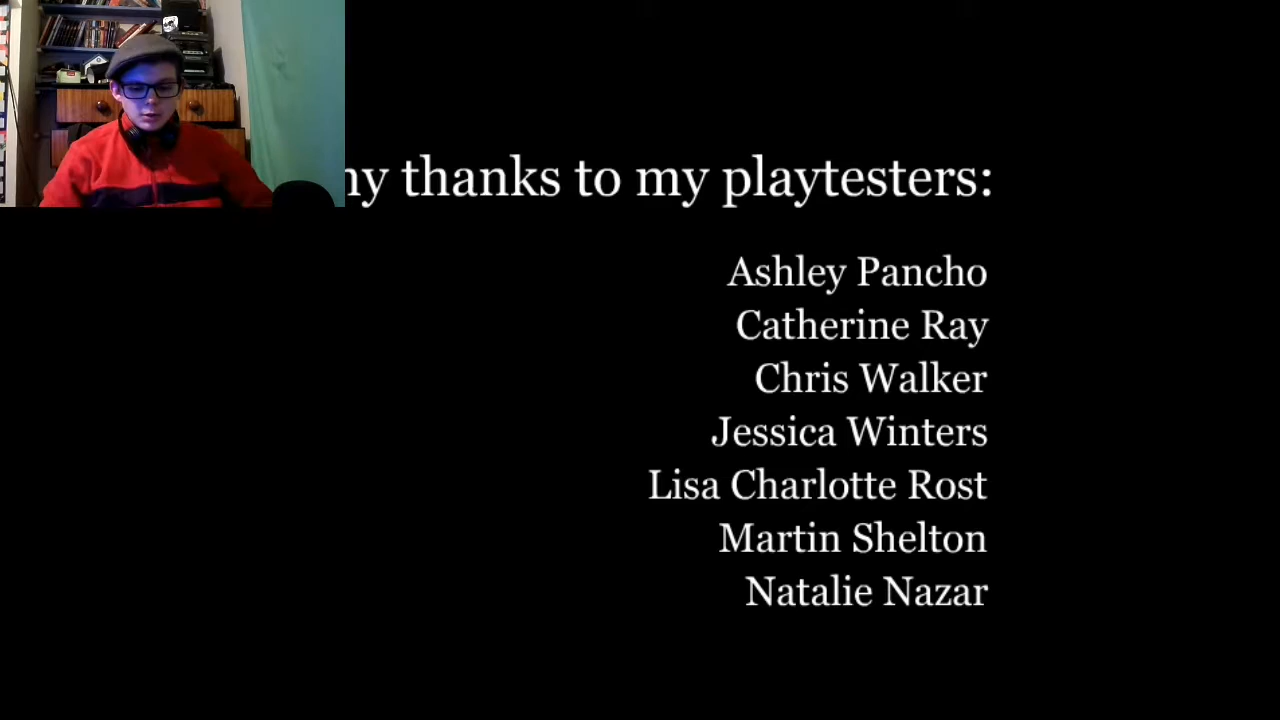 thanks to my playtesters:
Ashley Pancho
Catherine Ray
Chris Walker
Jessica Winters
Lisa Charlotte Rost
Martin Shelton
Natalie Nazar